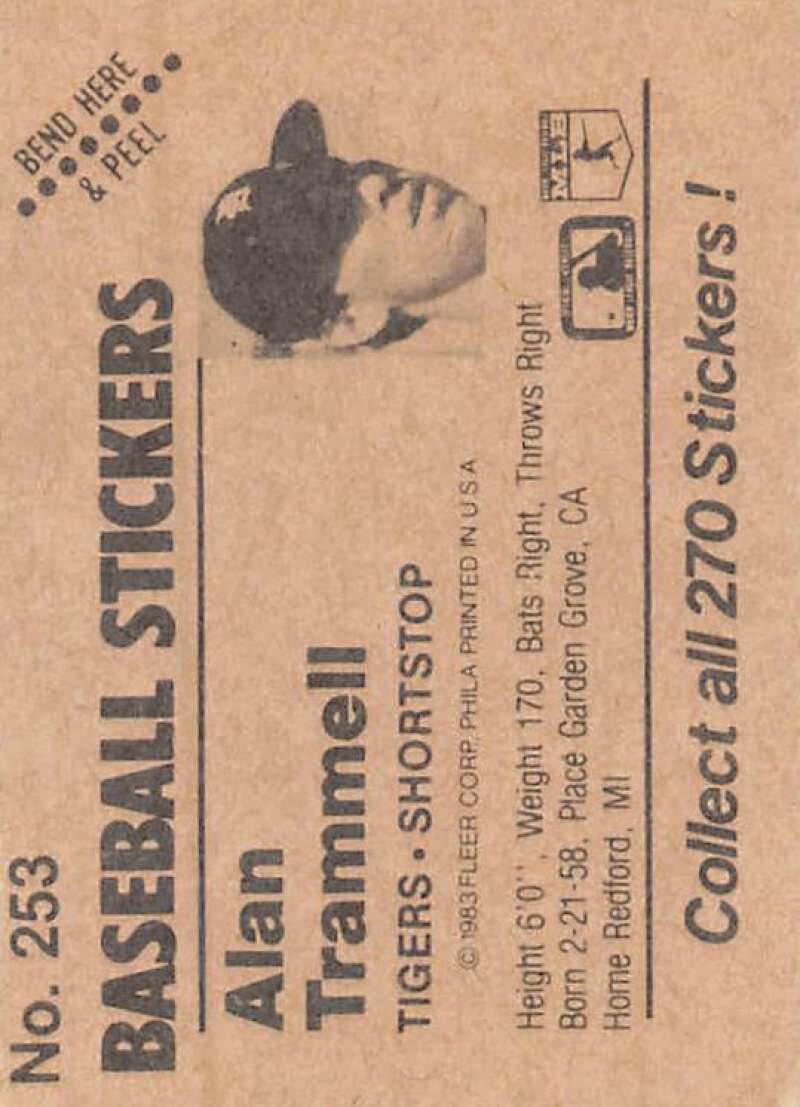 No. 253
BEND HERE
& PEEL
BASEBALL STICKERS
Alan
Trammell
TIGERS • SHORTSTOP
© 1983 FLEER CORP. PHILA PRINTED IN U S A
Height 6'0'', Weight 170, Bats Right, Throws Right
Born 2-21-58, Place Garden Grove, CA
Home Redford, MI
Collect all 270 Stickers!